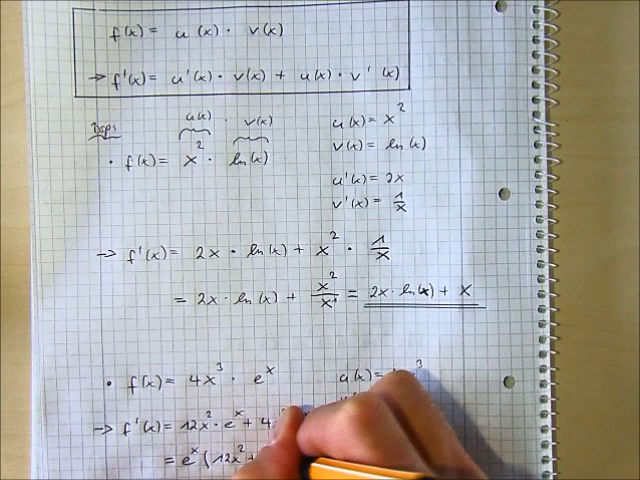 f(x) = u(x) · v(x)
→ f'(x) = u'(x) · v(x) + u(x) · v'(x)
Bsps
u(x) · v(x)
· f(x) = x² · ln(x)
u(x) = x²
v(x) = ln(x)
u'(x) = 2x
v'(x) = 1/x
→ f'(x) = 2x · ln(x) + x² · 1/x
= 2x · ln(x) + x²/x¹ = 2x · ln(x) + x
· f(x) = 4x³ · eˣ
u(x) =
→ f'(x) = 12x² · eˣ + 4
= eˣ (12x² +